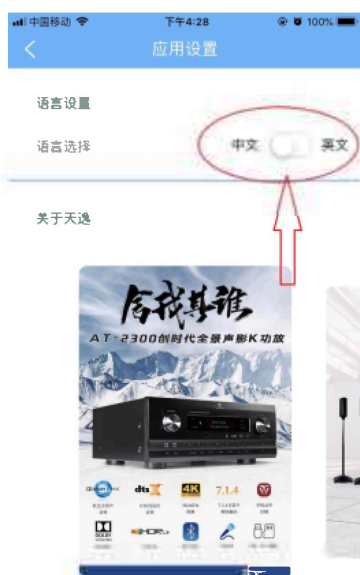 中国移动 下午4:28 100%
应用设置
语言设置
语言选择 中文 英文
关于天逸
舍我其谁
AT-2300创时代全景声影K功放
dts X 4K 7.1.4
DOLBY
HDR